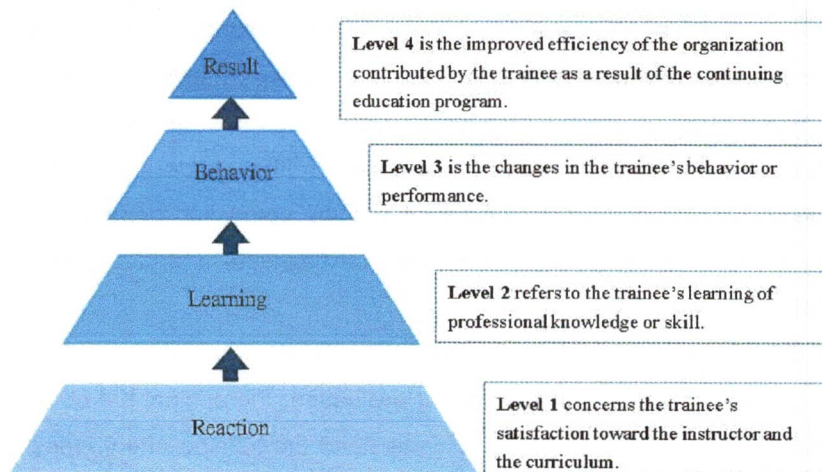 Result
Level 4 is the improved efficiency of the organization
contributed by the trainee as a result of the continuing
education program.
Behavior
Level 3 is the changes in the trainee's behavior or
performance.
Learning
Level 2 refers to the trainee's learning of
professional knowledge or skill.
Reaction
Level 1 concerns the trainee's
satisfaction toward the instructor and
the curriculum.